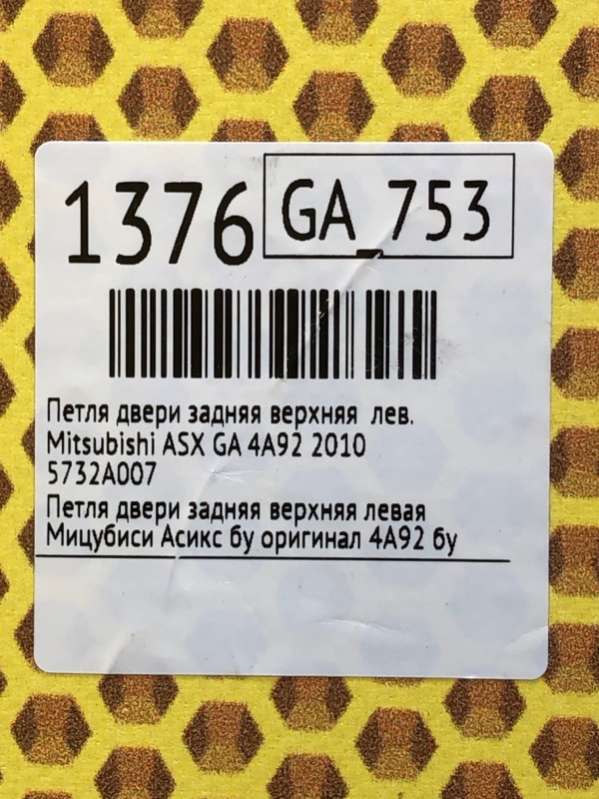 1376 GA_753
Петля двери задняя верхняя лев.
Mitsubishi ASX GA 4A92 2010
5732A007
Петля двери задняя верхняя левая
Мицубиси Асикс бу оригинал 4A92 бу